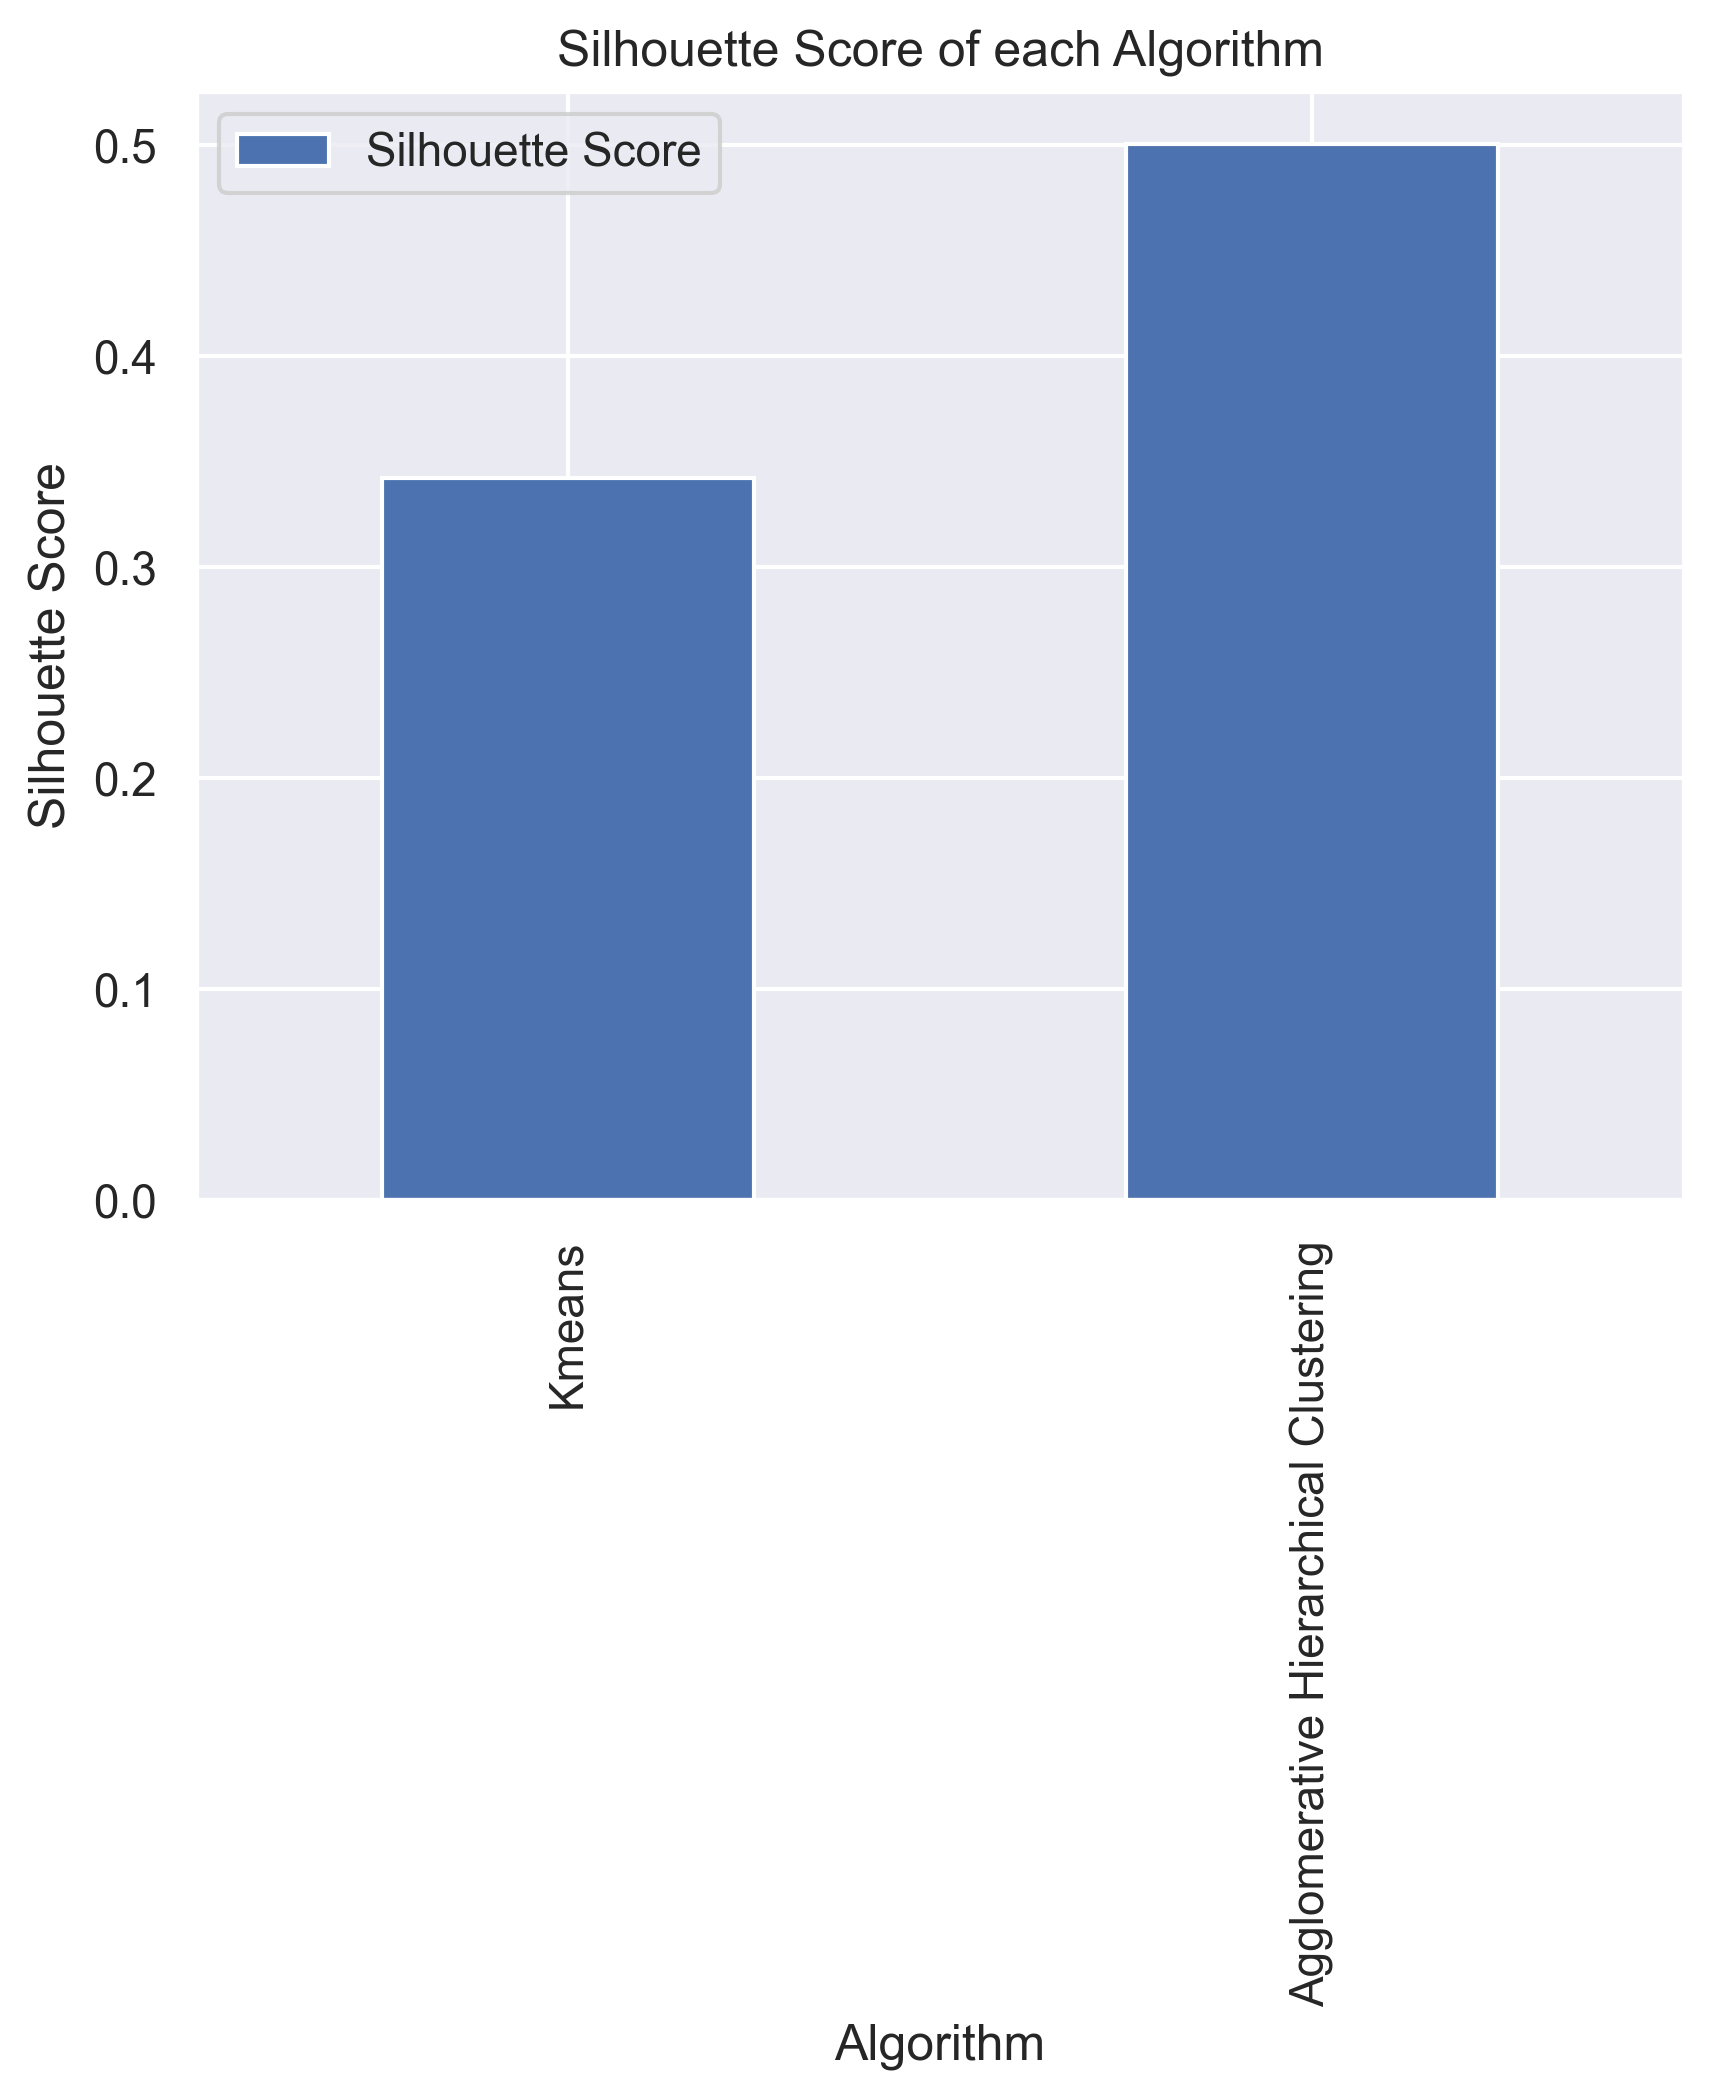 Silhouette Score of each Algorithm
Silhouette Score
0.5
0.4
0.3
0.2
0.1
0.0
Silhouette Score
Kmeans
Agglomerative Hierarchical Clustering
Algorithm